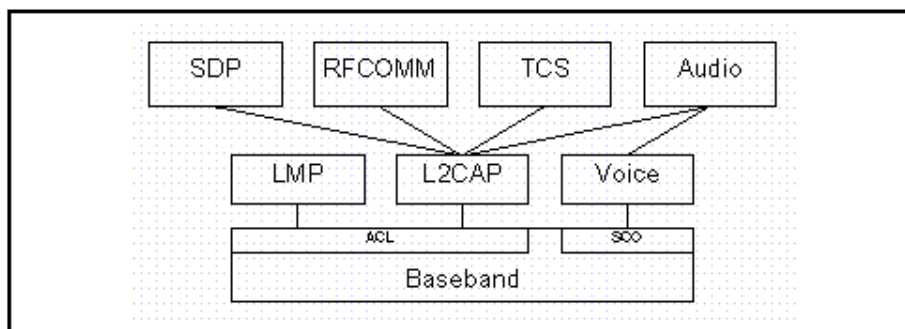 SDP RFCOMM TCS Audio
LMP L2CAP Voice
ACL SCO
Baseband